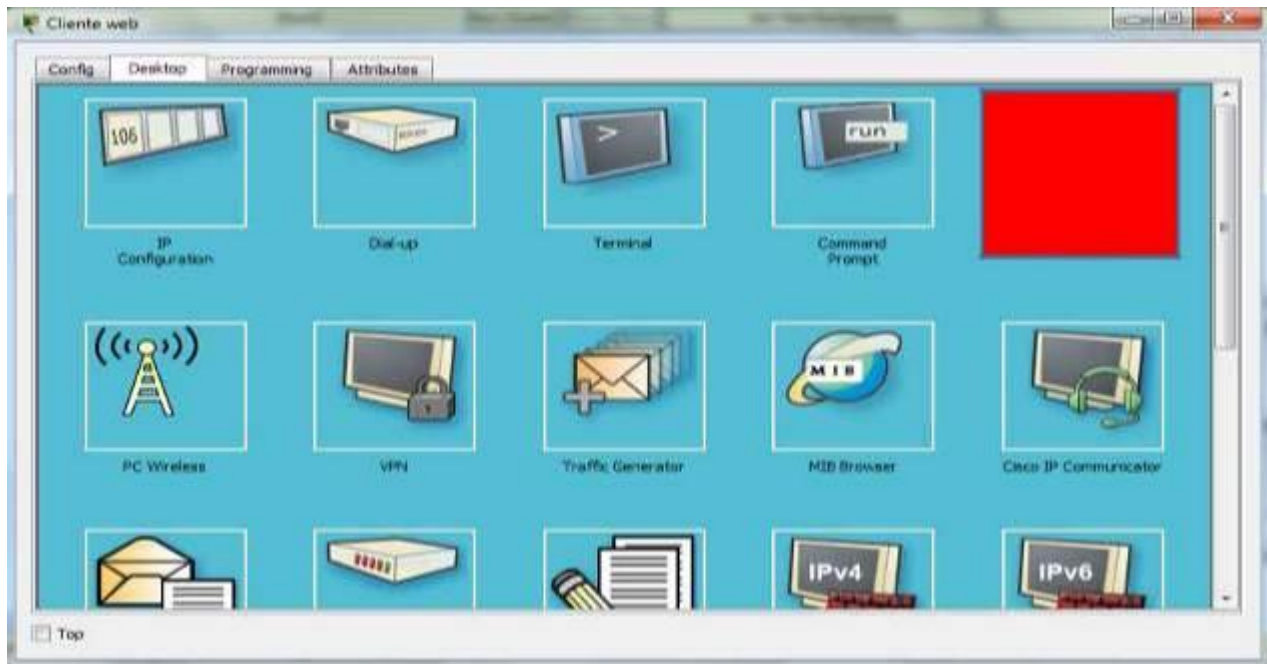 Cliente web
Config Desktop Programming Attributes
106
>
run
IP
Configuration
Dial-up
Terminal
Command
Prompt
MIB
PC Wireless
VPN
Traffic Generator
MIB Browser
Cisco IP Communicator
IPv4
IPv6
Top